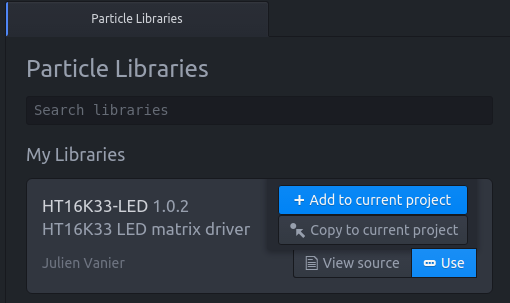 Particle Libraries
Particle Libraries
Search libraries
My Libraries
HT16K33-LED 1.0.2
HT16K33 LED matrix driver
Julien Vanier
+ Add to current project
Copy to current project
View source
Use